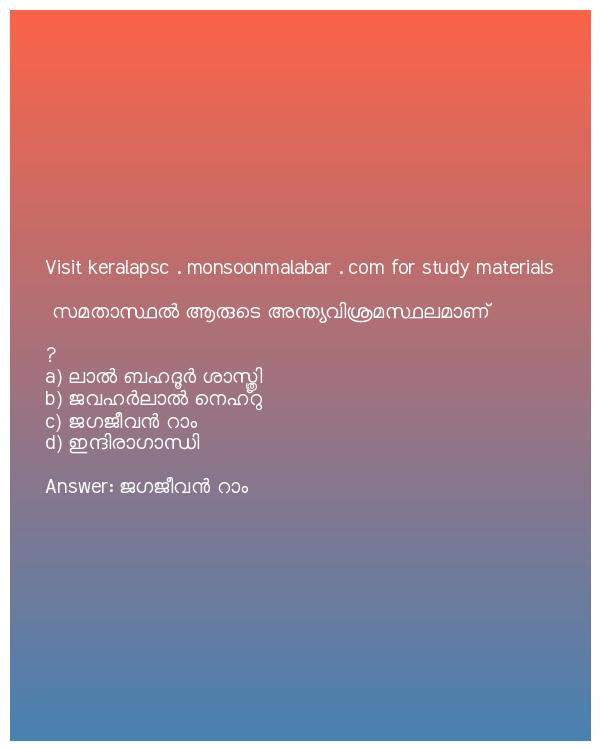 Visit keralapsc . monsoonmalabar . com for study materials
സമതാസ്ഥൽ ആരുടെ അന്ത്യവിശ്രമസ്ഥലമാണ്
?
a) ലാൽ ബഹദൂർ ശാസ്ത്രി
b) ജവഹർലാൽ നെഹ്റു
c) ജഗജീവൻ റാം
d) ഇന്ദിരാഗാന്ധി
Answer: ജഗജീവൻ റാം